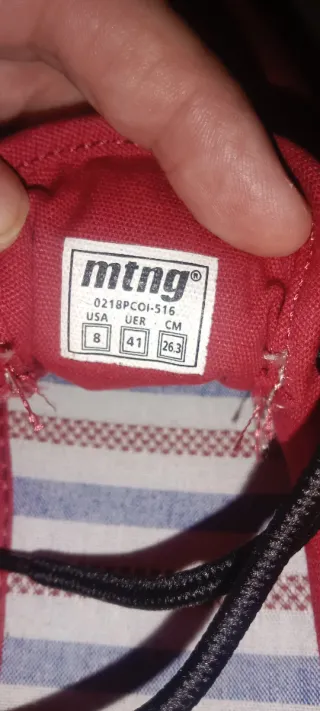 mtng®
0218PCOI-516
USA UER CM
8 41 26.3